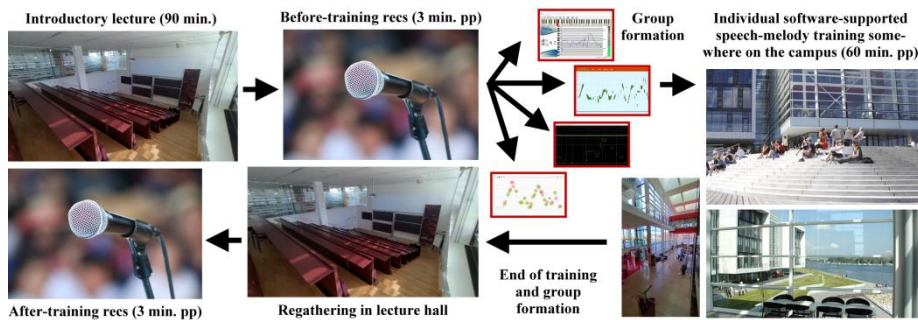 Introductory lecture (90 min.)
Before-training recs (3 min. pp)
Group
formation
Individual software-supported
speech-melody training some-
where on the campus (60 min. pp)
After-training recs (3 min. pp)
Regathering in lecture hall
End of training
and group
formation